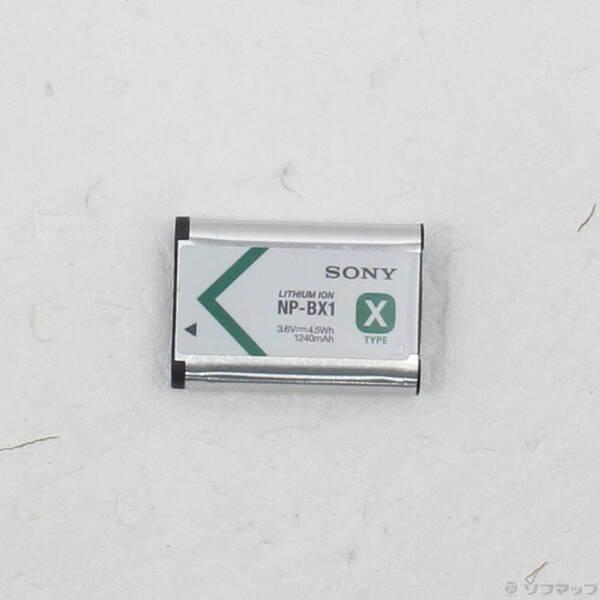 SONY
LITHIUM ION
NP-BX1
3.6V⎓4.5Wh
1240mAh
X
TYPE
ソフマップ